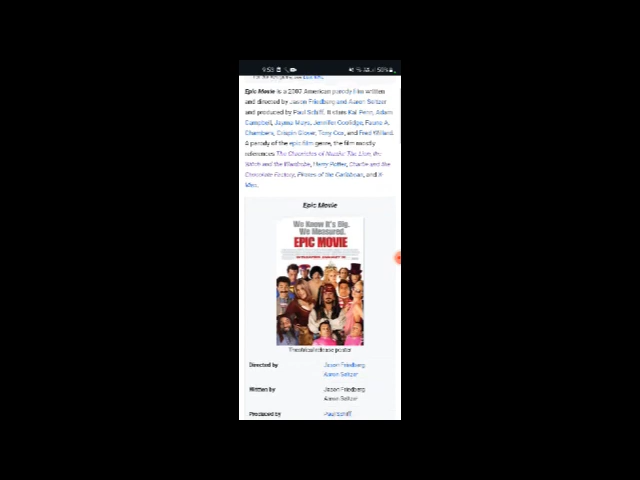 9:53
58%
Epic Movie is a 2007 American parody film written
and directed by Jason Friedberg and Aaron Seltzer
and produced by Paul Schiff. It stars Kal Penn, Adam
Campbell, Jayma Mays, Jennifer Coolidge, Faune A.
Chambers, Crispin Glover, Tony Cox, and Fred Willard.
A parody of the epic film genre, the film mostly
references The Chronicles of Narnia: The Lion, the
Witch and the Wardrobe, Harry Potter, Charlie and the
Chocolate Factory, Pirates of the Caribbean, and X-
Men.
Epic Movie
We Know It's Big.
We Measured.
EPIC MOVIE
Theatrical release poster
Directed by Jason Friedberg
Aaron Seltzer
Written by Jason Friedberg
Aaron Seltzer
Produced by Paul Schiff